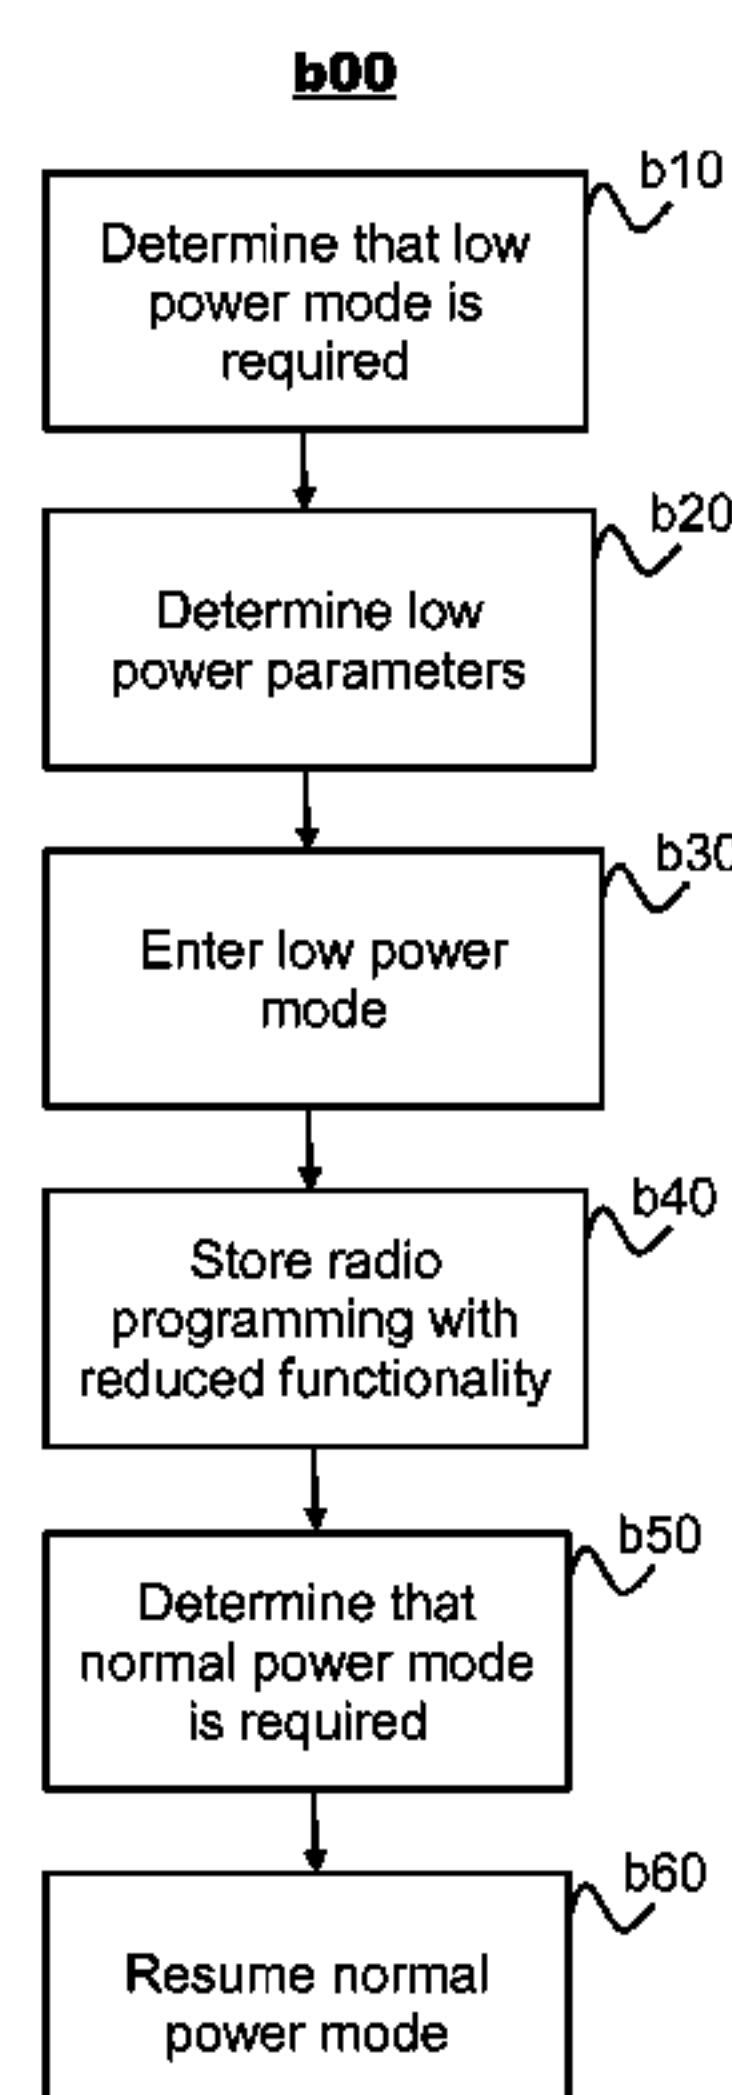 b00
b10
Determine that low
power mode is
required
b20
Determine low
power parameters
b30
Enter low power
mode
b40
Store radio
programming with
reduced functionality
b50
Determine that
normal power mode
is required
b60
Resume normal
power mode